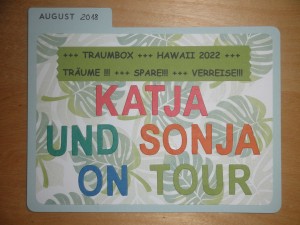 AUGUST 2018
+++ TRAUMBOX +++ HAWAII 2022 +++
TRÄUME !!! +++ SPARE!!! +++ VERREISE!!!
KATJA
UND SONJA
ON TOUR